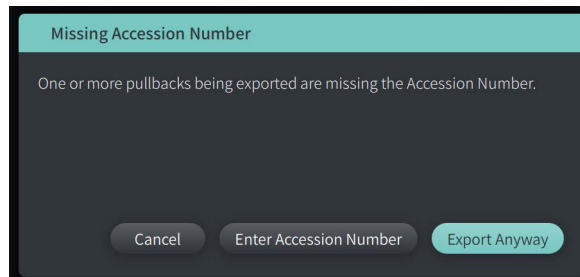 Missing Accession Number
One or more pullbacks being exported are missing the Accession Number.
Cancel
Enter Accession Number
Export Anyway